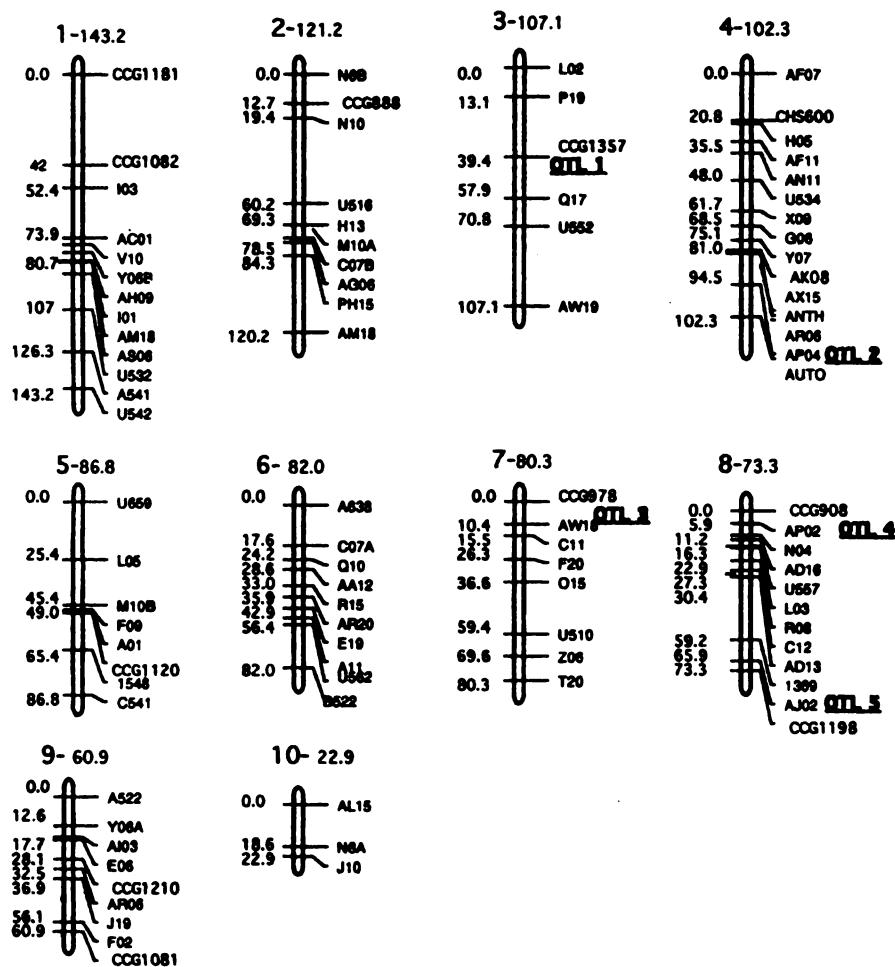 1-143.2
0.0 CCG1181
42 CCG1082
52.4 I03
73.9 AC01
V10
80.7 Y06B
AH09
107 I01
AM18
126.3 AS06
U532
143.2 A541
U542
2-121.2
0.0 N6B
12.7 CCG888
19.4 N10
60.2 U516
69.3 H13
78.5 M10A
84.3 C07B
AG06
PH15
120.2 AM18
3-107.1
0.0 L02
13.1 P19
CCG1357
39.4 QTL 1
57.9 Q17
70.8 U552
107.1 AW19
4-102.3
0.0 AF07
20.8 CHS600
35.5 H05
AF11
48.0 AN11
U534
61.7 X09
68.5 G06
75.1 Y07
81.0 AK08
94.5 AX15
102.3 ANTH
AR06
AP04 QTL 2
AUTO
5-86.8
0.0 U659
25.4 L05
45.4 M10B
49.0 F09
A01
65.4 CCG1120
1546
86.8 C541
6-82.0
0.0 A638
17.6 C07A
24.2 Q10
28.6 AA12
33.0 R15
35.9 AR20
42.9 E19
56.4 A11
82.0 U562
B522
7-80.3
0.0 CCG978
QTL 3
10.4 AW16
15.5 C11
26.3 F20
36.6 O15
59.4 U510
69.6 Z06
80.3 T20
8-73.3
0.0 CCG908
5.9 AP02 QTL 4
11.2 N04
16.3 AD16
22.9 U557
27.3 L03
30.4 R08
C12
59.2 AD13
65.9 1369
73.3 AJ02 QTL 5
CCG1198
9-60.9
0.0 A522
12.6 Y06A
17.7 AI03
28.1 E06
32.5 CCG1210
36.9 AR06
J19
56.1 F02
60.9 CCG1081
10-22.9
0.0 AL15
18.6 N6A
22.9 J10